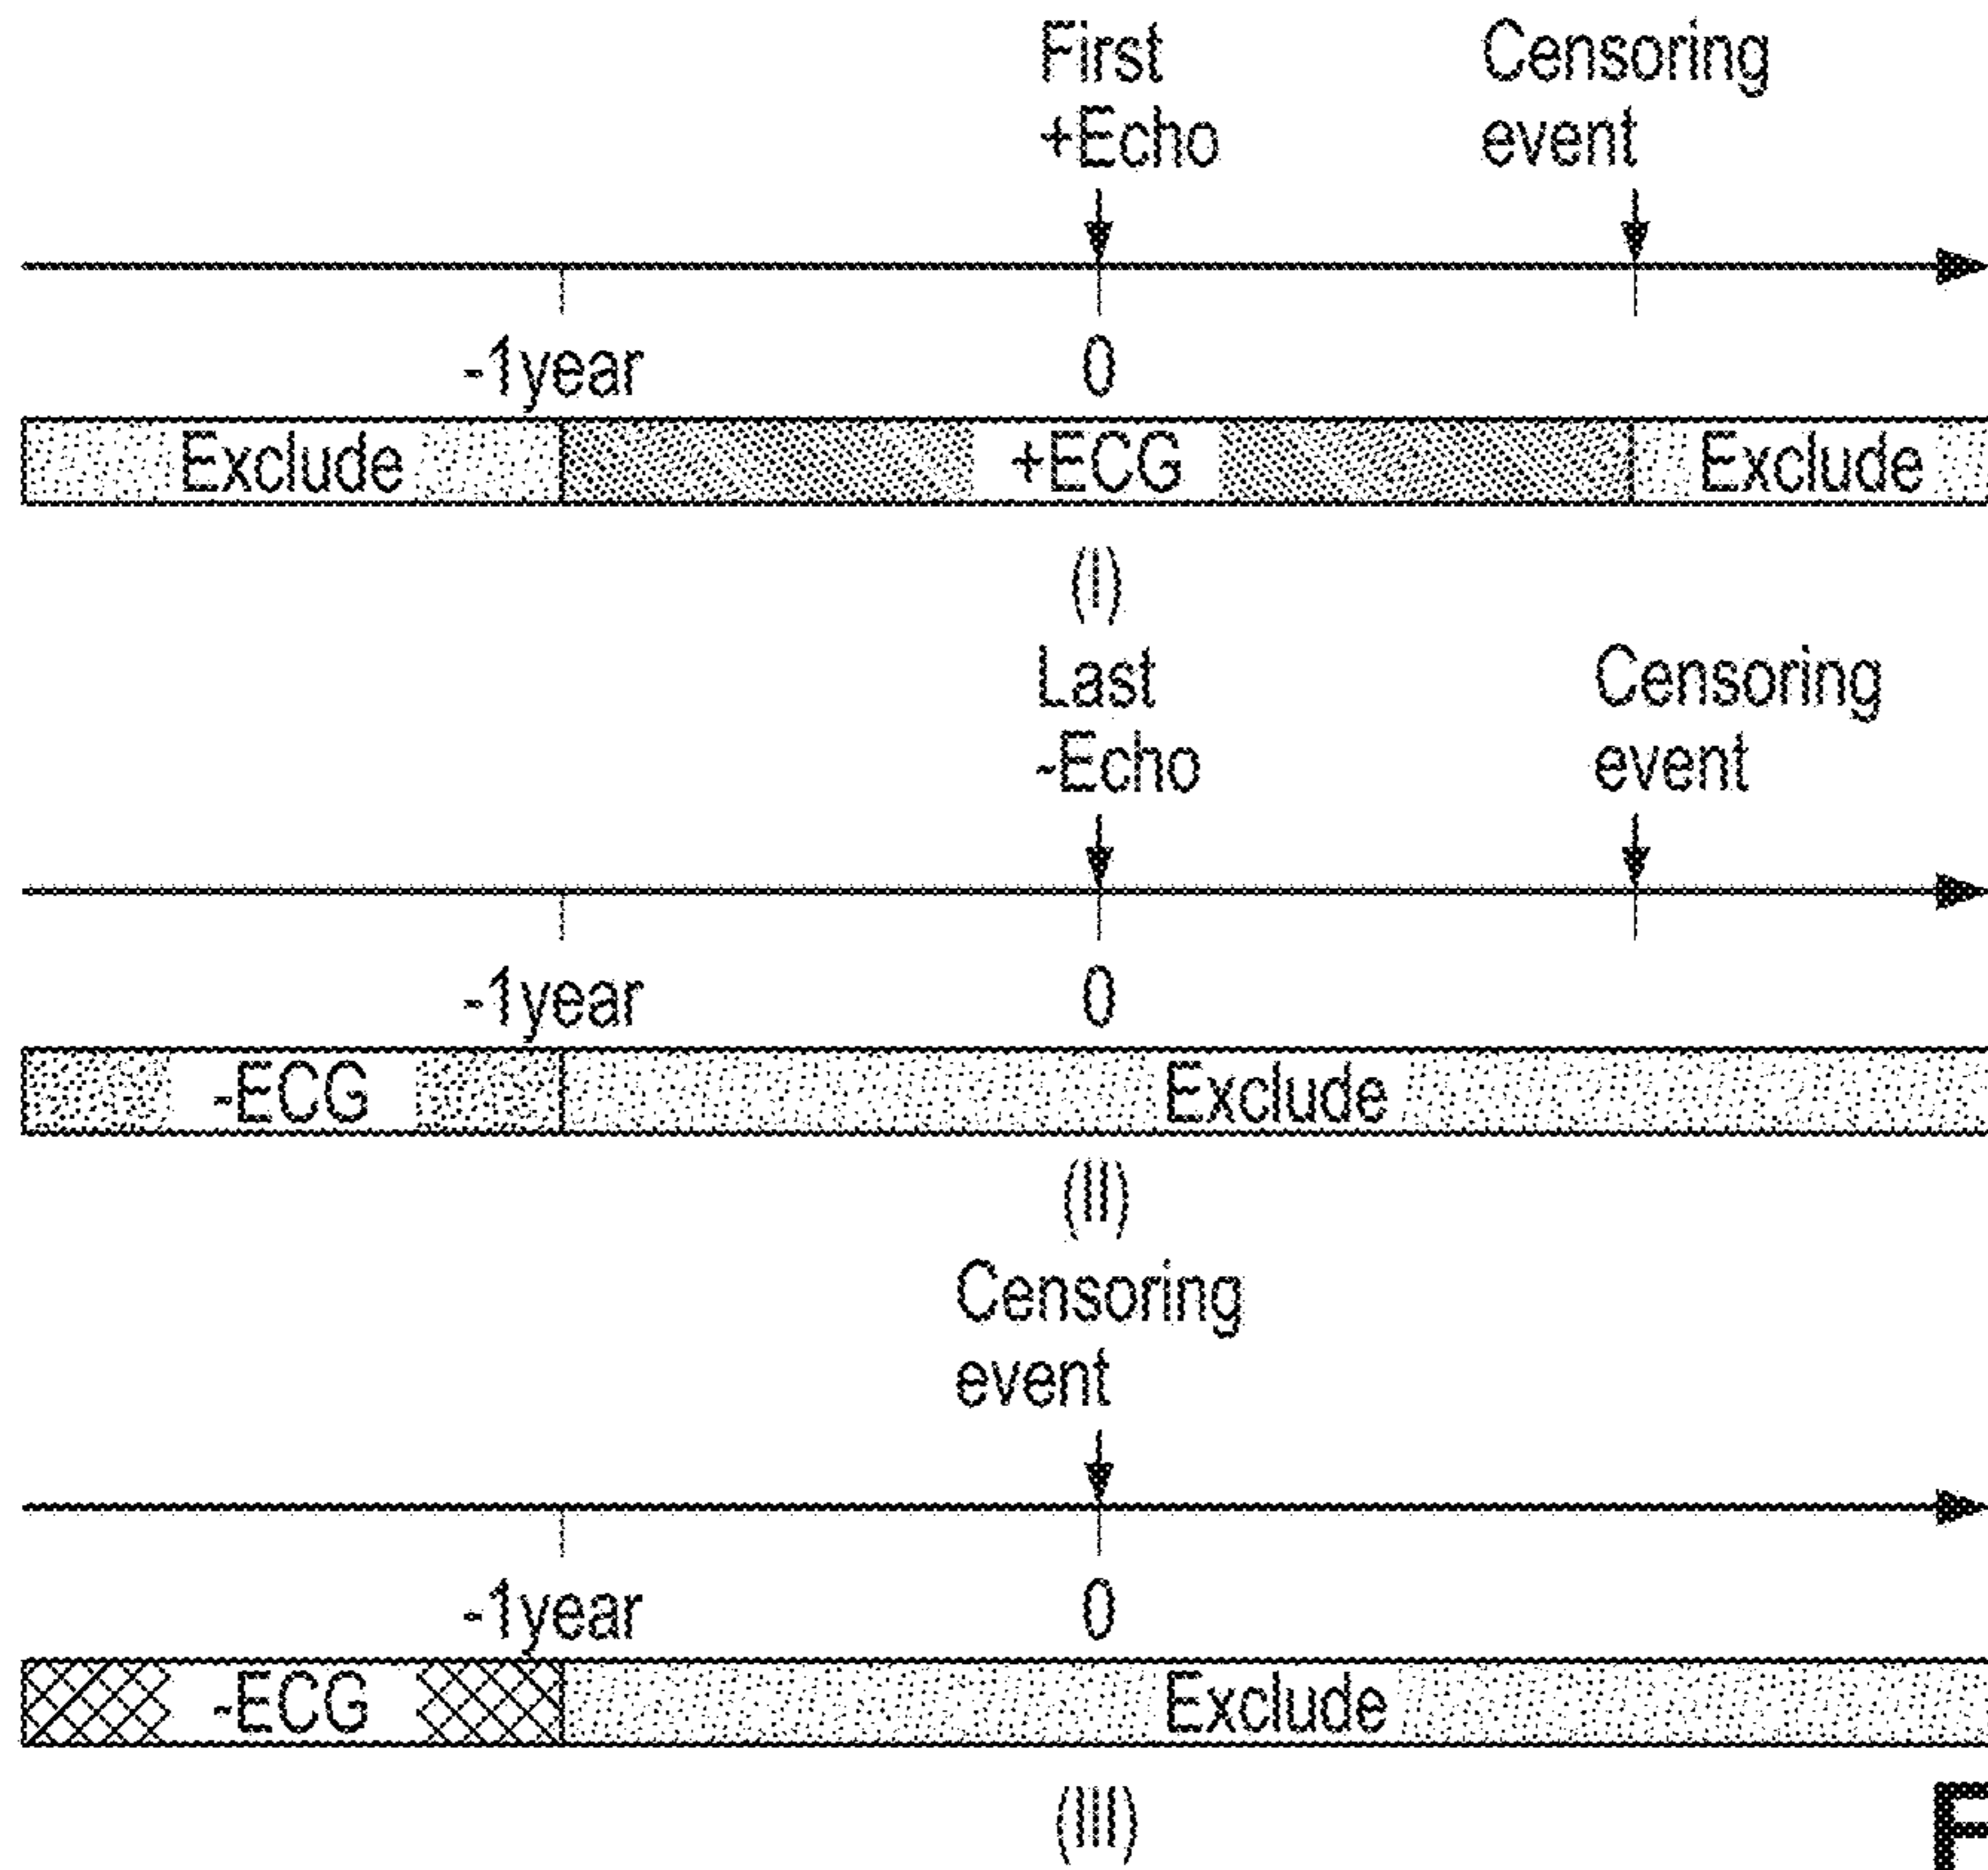 First
+Echo
Censoring
event
-1year
0
Exclude
+ECG
Exclude
(I)
Last
-Echo
Censoring
event
-1year
0
-ECG
Exclude
(II)
Censoring
event
-1year
0
-ECG
Exclude
(III)